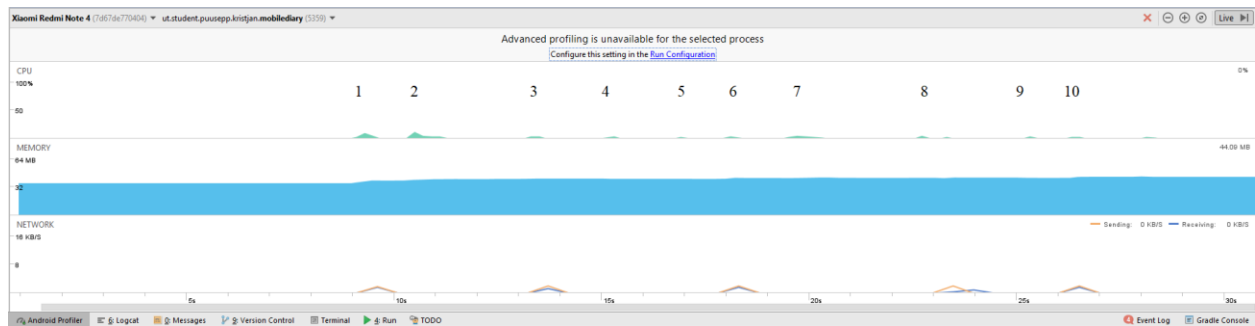 Xiaomi Redmi Note 4 (7d67de770404) ut.student.puusepp.kristjan.mobilediary (5359) Live
Advanced profiling is unavailable for the selected process
Configure this setting in the Run Configuration
CPU 0%
100%
1 2 3 4 5 6 7 8 9 10
50
MEMORY 44.09 MB
64 MB
32
NETWORK Sending: 0 KB/S Receiving: 0 KB/S
16 KB/S
8
5s 10s 15s 20s 25s 30s
Android Profiler 6: Logcat 0: Messages 9: Version Control Terminal 4: Run TODO 4 Event Log Gradle Console